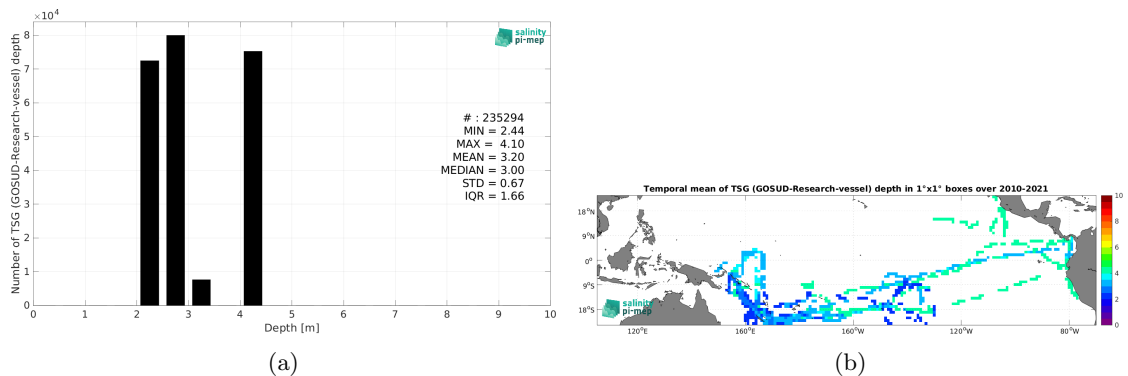 ×10⁴
Number TSG (GOSUD-Research-vessel) depth
8
7
6
5
4
3
2
1
0
0 1 2 3 4 5 6 7 8 9 10
Depth [m]
salinity
pi-mep
# : 235294
MIN = 2.44
MAX = 4.10
MEAN = 3.20
MEDIAN = 3.00
STD = 0.67
IQR = 1.66
(a)
Temporal mean of TSG (GOSUD-Research-vessel) depth in 1°x1° boxes over 2010-2021
18°N
9°N
0°
9°S
18°S
120°E 160°E 160°W 120°W 80°W
salinity
pi-mep
10
8
6
4
2
0
(b)